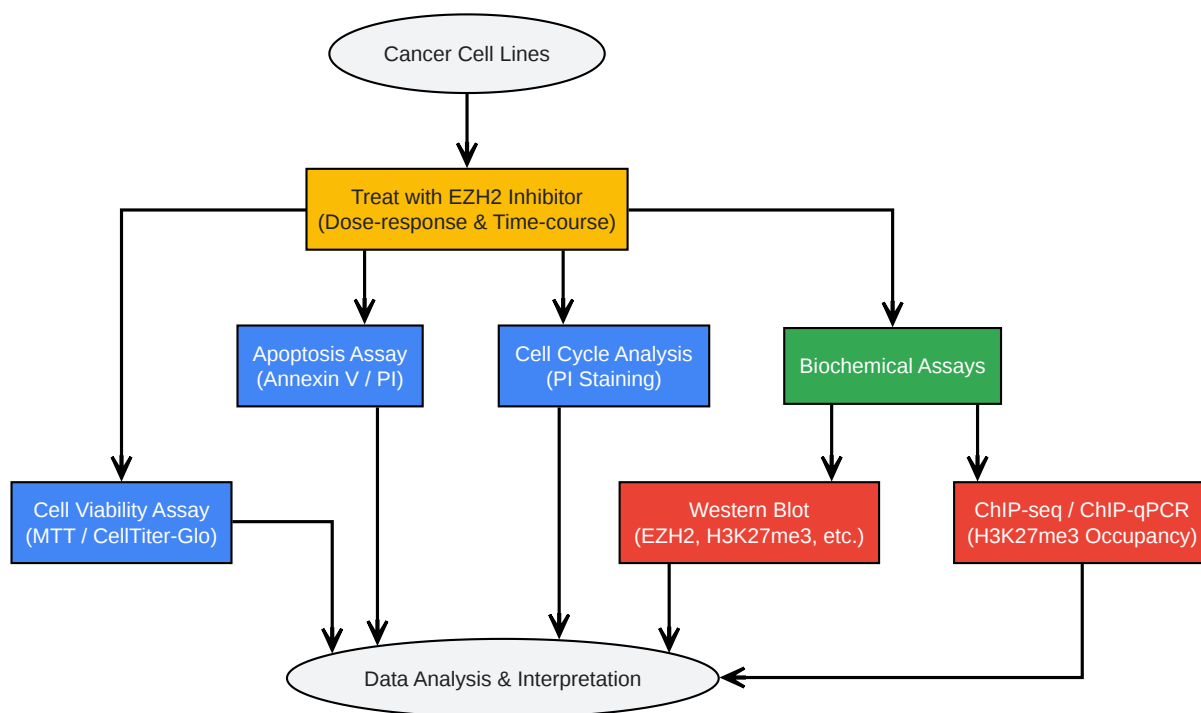 Cancer Cell Lines
Treat with EZH2 Inhibitor
(Dose-response & Time-course)
Apoptosis Assay
(Annexin V / PI)
Cell Cycle Analysis
(PI Staining)
Biochemical Assays
Cell Viability Assay
(MTT / CellTiter-Glo)
Western Blot
(EZH2, H3K27me3, etc.)
ChIP-seq / ChIP-qPCR
(H3K27me3 Occupancy)
Data Analysis & Interpretation